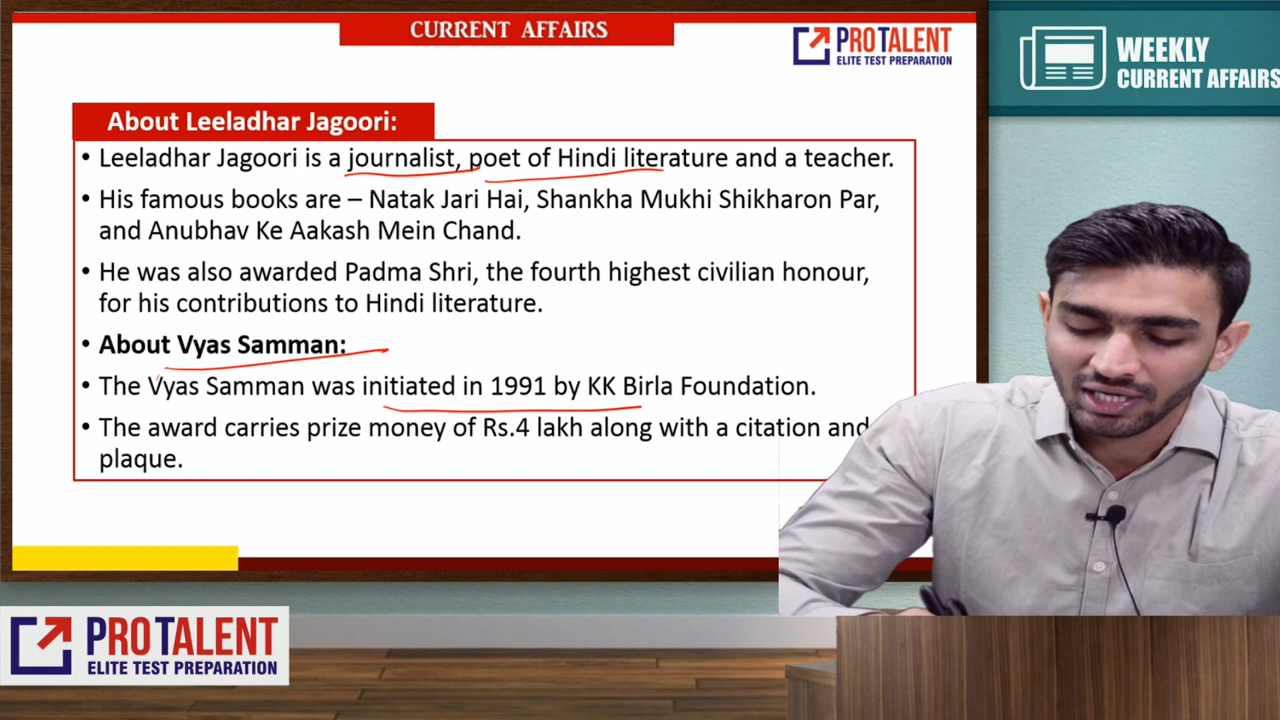 CURRENT AFFAIRS
PROTALENT
ELITE TEST PREPARATION
WEEKLY
CURRENT AFFAIRS
About Leeladhar Jagoori:
• Leeladhar Jagoori is a journalist, poet of Hindi literature and a teacher.
• His famous books are – Natak Jari Hai, Shankha Mukhi Shikharon Par,
and Anubhav Ke Aakash Mein Chand.
• He was also awarded Padma Shri, the fourth highest civilian honour,
for his contributions to Hindi literature.
• About Vyas Samman:
• The Vyas Samman was initiated in 1991 by KK Birla Foundation.
• The award carries prize money of Rs.4 lakh along with a citation and
plaque.
PROTALENT
ELITE TEST PREPARATION